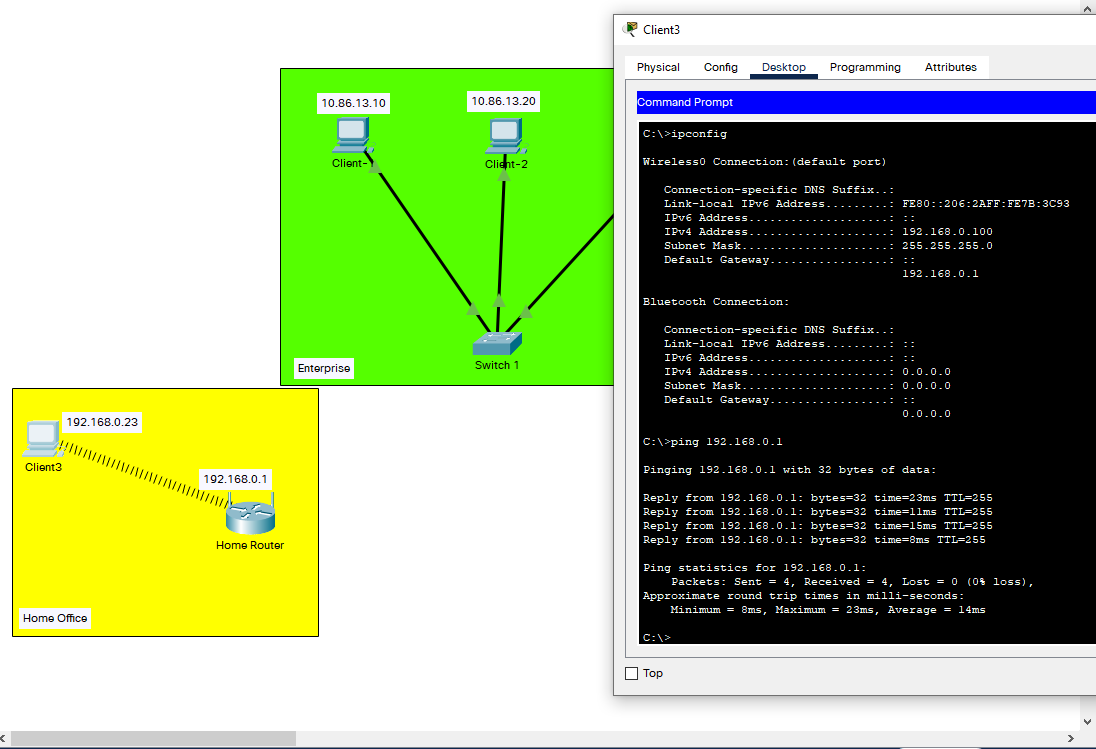 10.86.13.10
10.86.13.20
Client-1
Client-2
Switch 1
Enterprise
192.168.0.23
Client3
192.168.0.1
Home Router
Home Office
Client3
Physical Config Desktop Programming Attributes
Command Prompt
C:\>ipconfig
Wireless0 Connection:(default port)
Connection-specific DNS Suffix..:
Link-local IPv6 Address.........: FE80::206:2AFF:FE7B:3C93
IPv6 Address....................: ::
IPv4 Address....................: 192.168.0.100
Subnet Mask.....................: 255.255.255.0
Default Gateway.................: ::
192.168.0.1
Bluetooth Connection:
Connection-specific DNS Suffix..:
Link-local IPv6 Address.........: ::
IPv6 Address....................: ::
IPv4 Address....................: 0.0.0.0
Subnet Mask.....................: 0.0.0.0
Default Gateway.................: ::
0.0.0.0
C:\>ping 192.168.0.1
Pinging 192.168.0.1 with 32 bytes of data:
Reply from 192.168.0.1: bytes=32 time=23ms TTL=255
Reply from 192.168.0.1: bytes=32 time=11ms TTL=255
Reply from 192.168.0.1: bytes=32 time=15ms TTL=255
Reply from 192.168.0.1: bytes=32 time=8ms TTL=255
Ping statistics for 192.168.0.1:
Packets: Sent = 4, Received = 4, Lost = 0 (0% loss),
Approximate round trip times in milli-seconds:
Minimum = 8ms, Maximum = 23ms, Average = 14ms
C:\>
Top